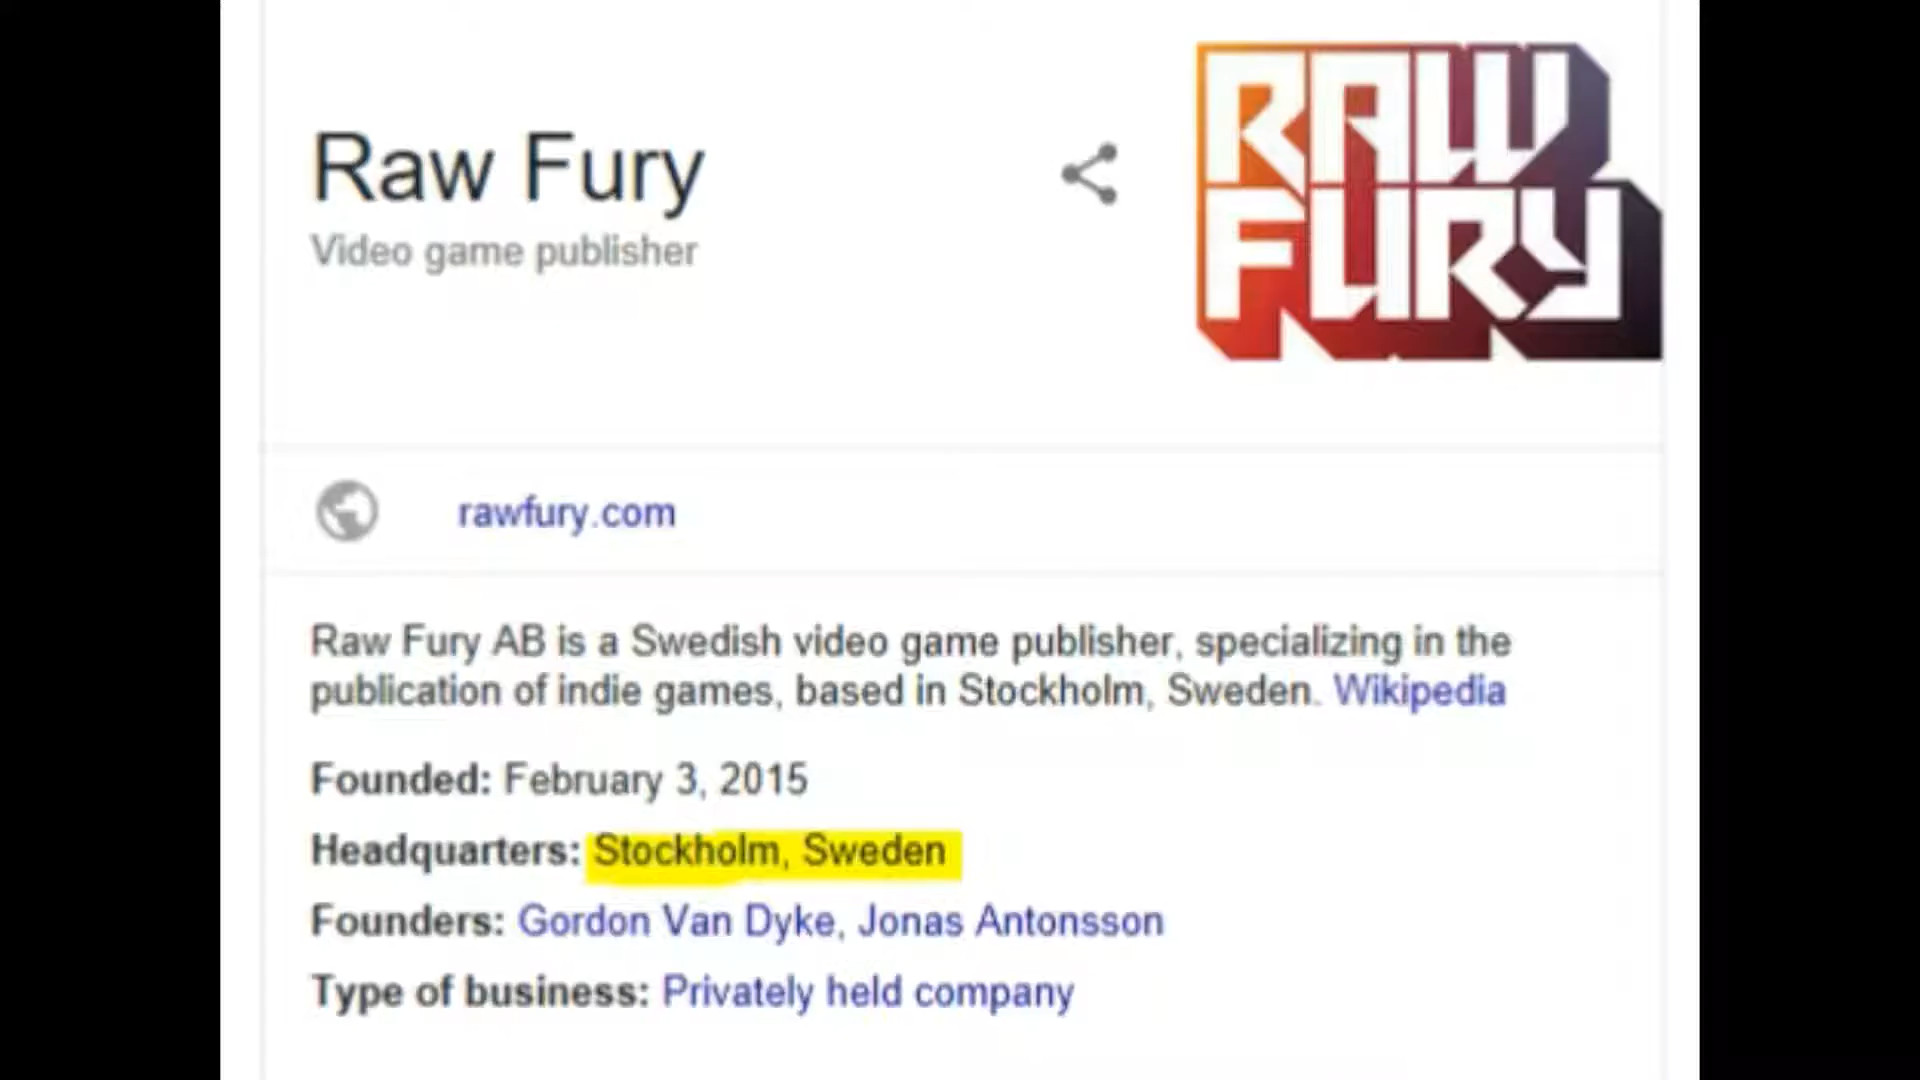 RAW
FURY
Raw Fury
Video game publisher
rawfury.com
Raw Fury AB is a Swedish video game publisher, specializing in the
publication of indie games, based in Stockholm, Sweden. Wikipedia
Founded: February 3, 2015
Headquarters: Stockholm, Sweden
Founders: Gordon Van Dyke, Jonas Antonsson
Type of business: Privately held company